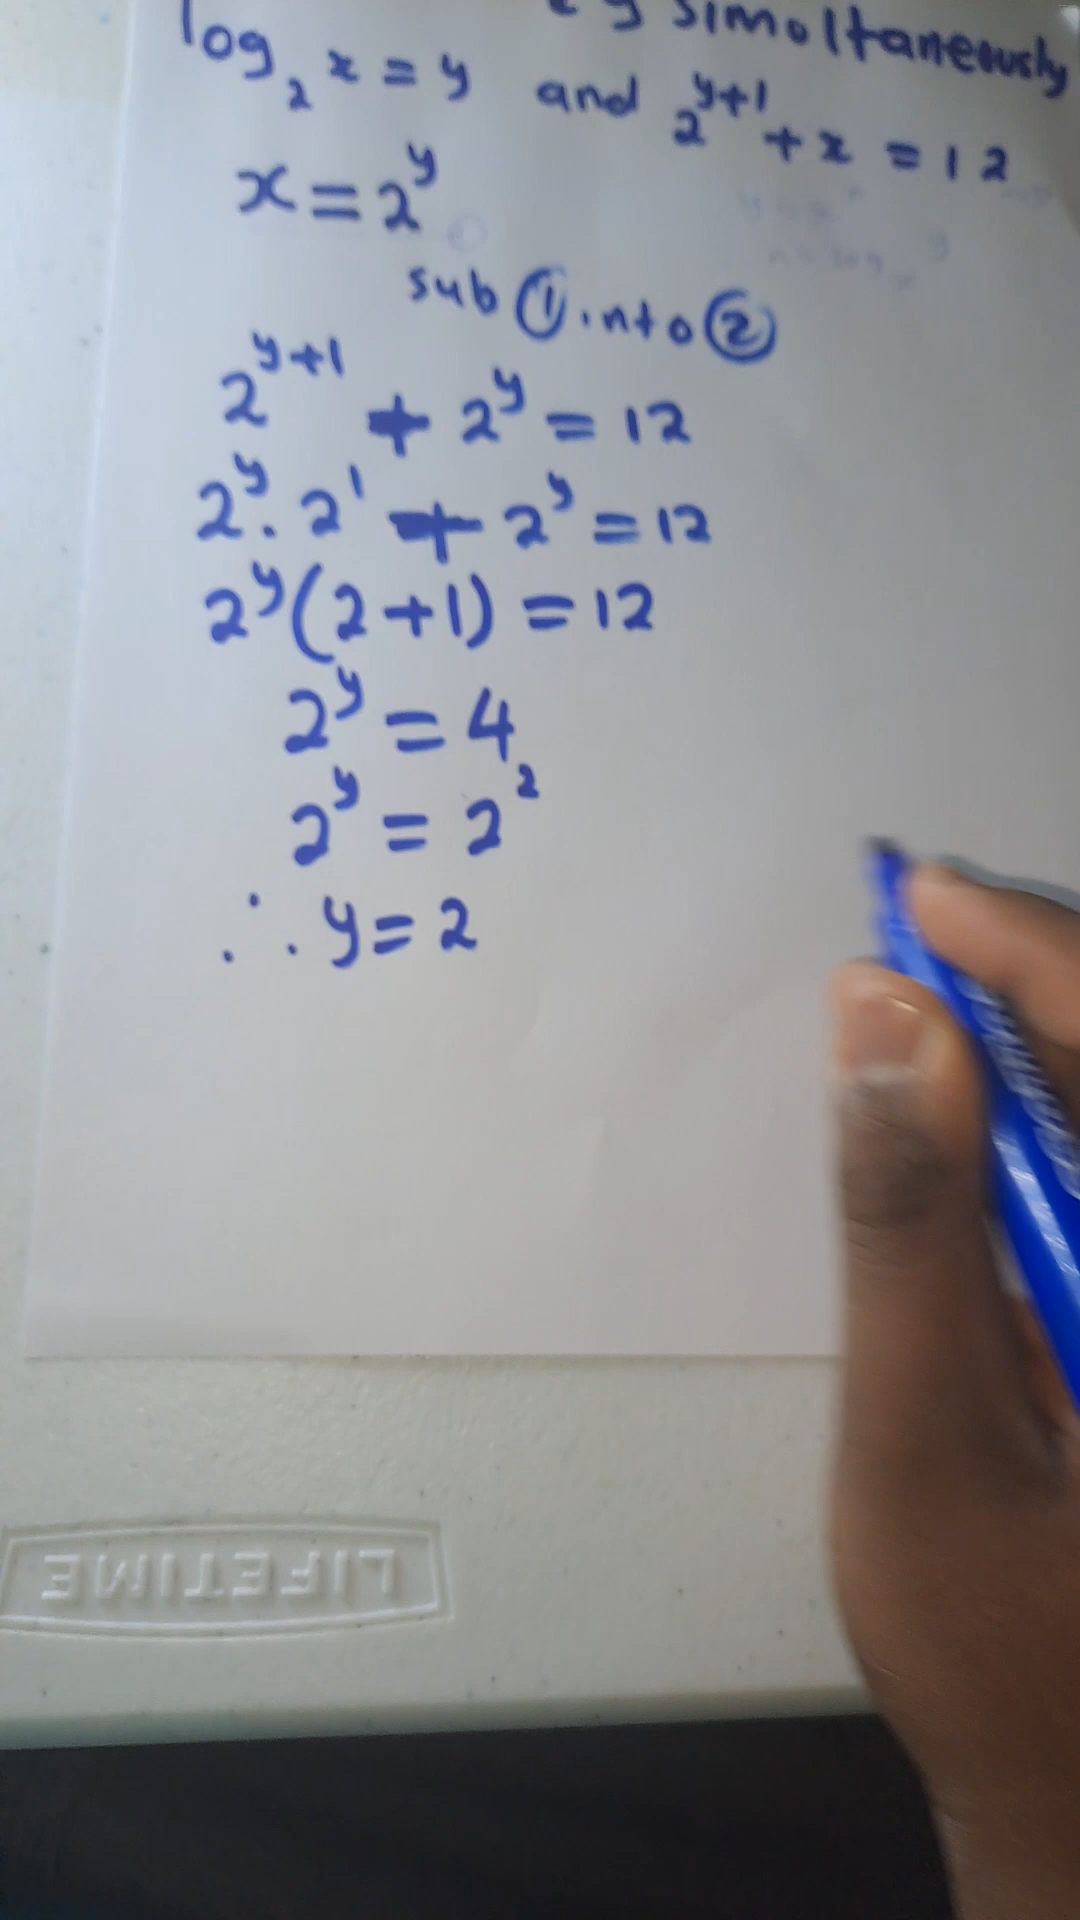 simoltaneously
log₂ x = y and 2^(y+1) + x = 12
x = 2^y
sub ① into ②
2^(y+1) + 2^y = 12
2^y . 2^1 + 2^y = 12
2^y (2 + 1) = 12
2^y = 4
2^y = 2^2
∴ y = 2
LIFETIME